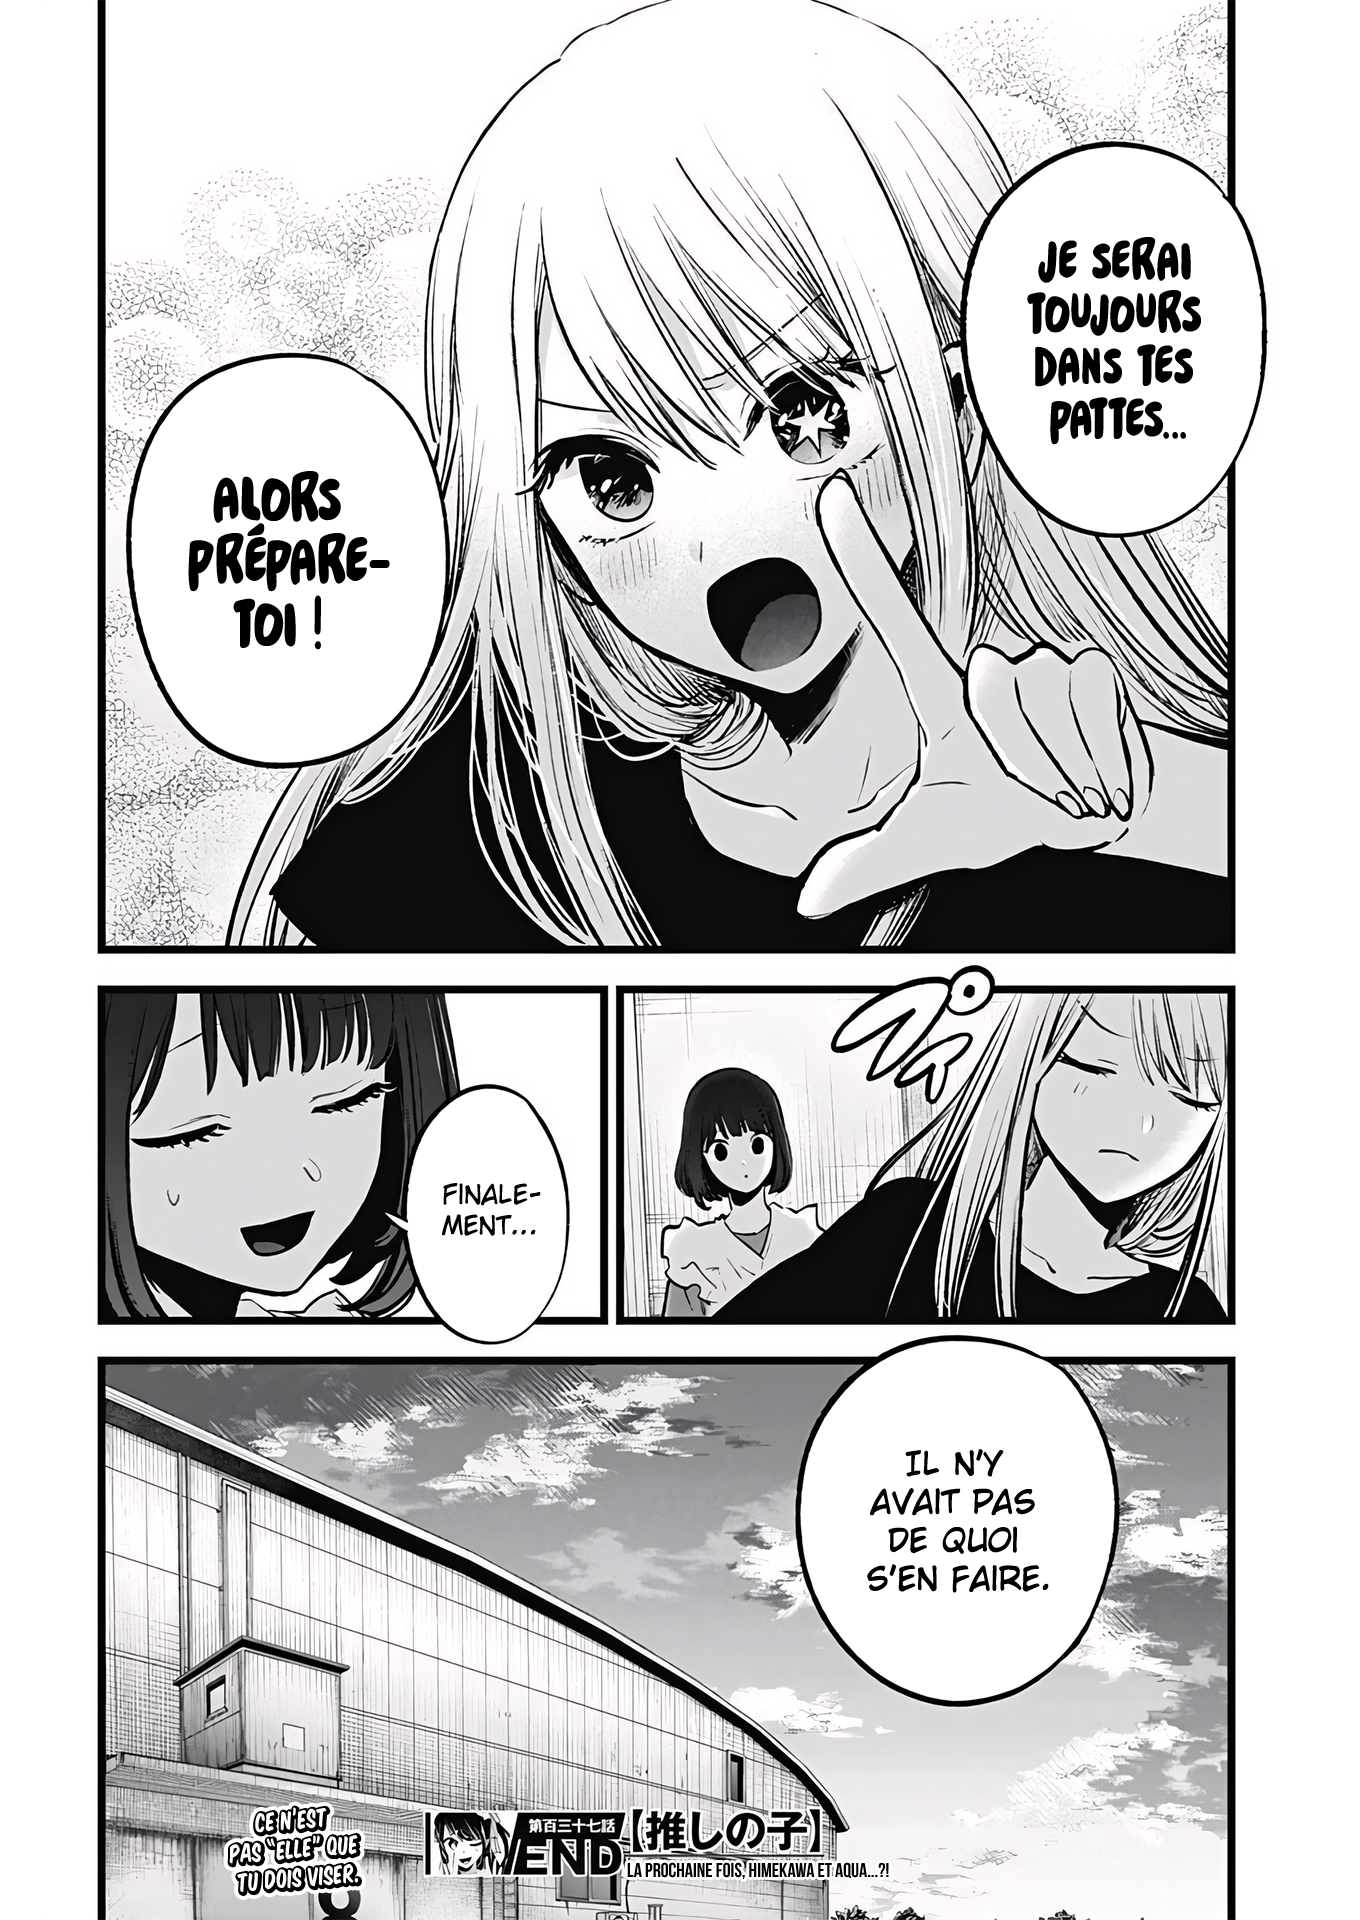 JE SERAI
TOUJOURS
DANS TES
PATTES...
ALORS
PRÉPARE-
TOI !
プイ
FINALE-
MENT...
IL N'Y
AVAIT PAS
DE QUOI
S'EN FAIRE.
CE N'EST
PAS "ELLE" QUE
TU DOIS VISER.
第百三十七話
END
【推しの子】
LA PROCHAINE FOIS, HIMEKAWA ET AQUA...?!